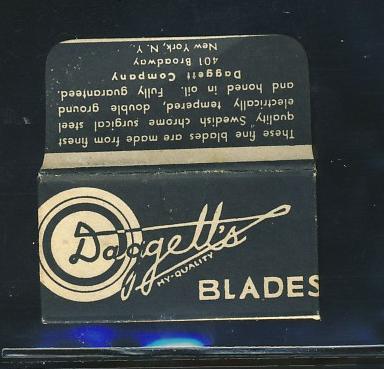 These fine blades are made from finest
quality Swedish chrome surgical steel
electrically tempered, double ground
and honed in oil. Fully guaranteed.
Daggett Company
401 Broadway
New York, N. Y.
Daggett's
HY-QUALITY
BLADES